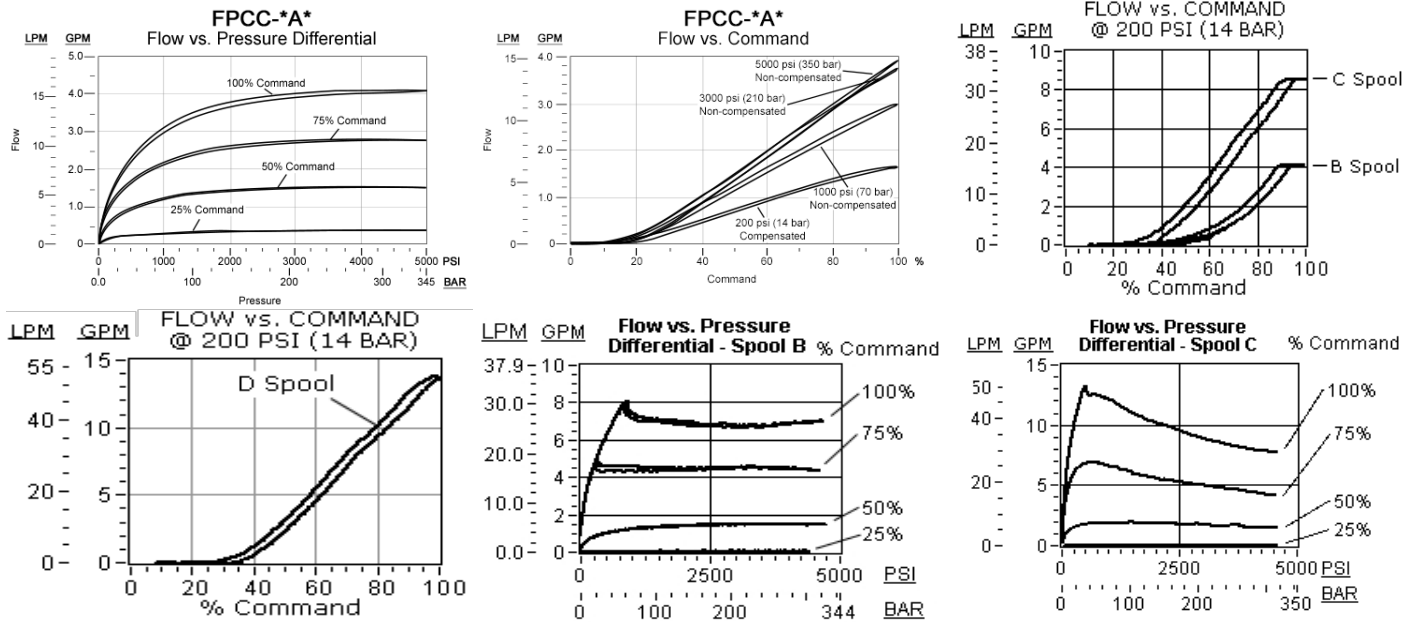 FPCC-*A*
Flow vs. Pressure Differential
LPM GPM
5.0
4.0
3.0
2.0
1.0
0
15
10
5
0
Flow
100% Command
75% Command
50% Command
25% Command
0 1000 2000 3000 4000 5000 PSI
0.0 100 200 300 345 BAR
Pressure
FPCC-*A*
Flow vs. Command
LPM GPM
4.0
3.0
2.0
1.0
0
15
10
5
0
Flow
5000 psi (350 bar)
Non-compensated
3000 psi (210 bar)
Non-compensated
1000 psi (70 bar)
Non-compensated
200 psi (14 bar)
Compensated
0 20 40 60 80 100 %
Command
FLOW vs. COMMAND
@ 200 PSI (14 BAR)
LPM GPM
38 10
30 8
20 6
10 4
2
0 0
C Spool
B Spool
0 20 40 60 80 100
% Command
FLOW vs. COMMAND
@ 200 PSI (14 BAR)
LPM GPM
55 15
40 10
20 5
0 0
D Spool
0 20 40 60 80 100
% Command
Flow vs. Pressure
Differential - Spool B % Command
LPM GPM
37.9 10
30.0 8
6
20.0 4
10.0 2
0.0 0
100%
75%
50%
25%
0 2500 5000 PSI
0 100 200 344 BAR
Flow vs. Pressure
Differential - Spool C % Command
LPM GPM
15
50
40 10
20 5
0 0
100%
75%
50%
25%
0 2500 5000 PSI
0 100 200 350 BAR